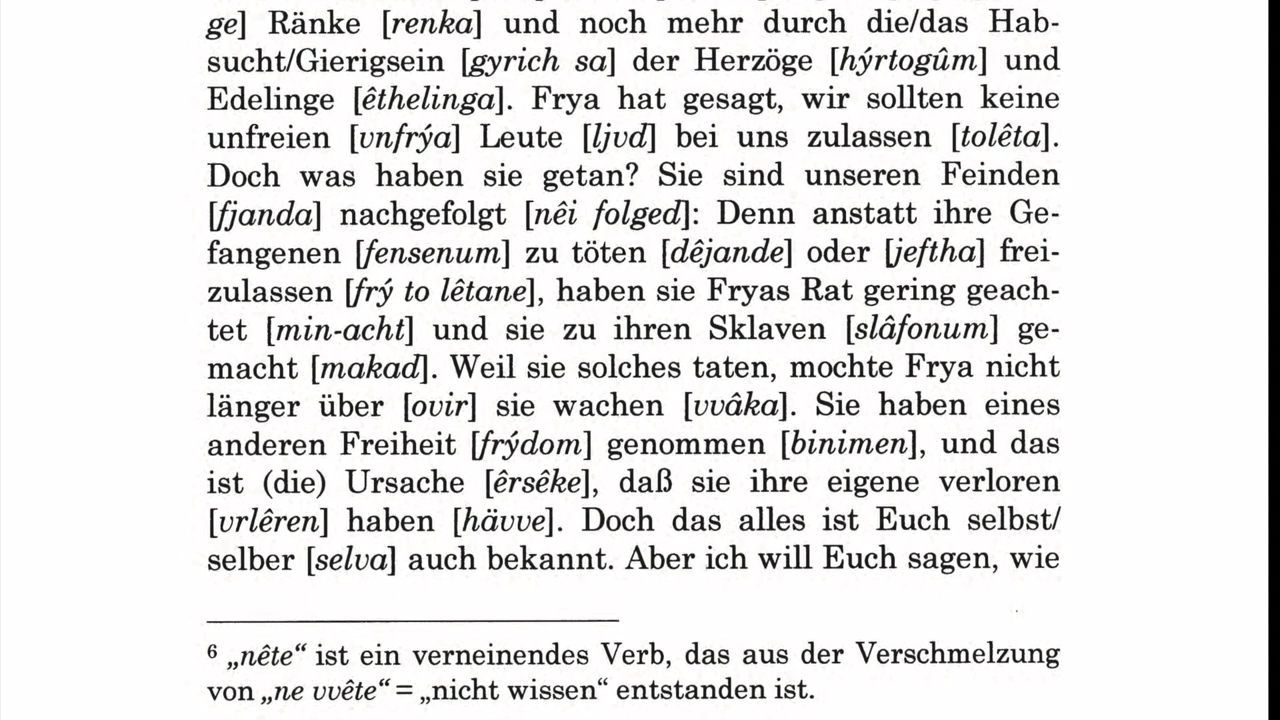 ge] Ränke [renka] und noch mehr durch die/das Hab-
sucht/Gierigsein [gyrich sa] der Herzöge [hýrtogûm] und
Edelinge [êthelinga]. Frya hat gesagt, wir sollten keine
unfreien [vnfrýa] Leute [ljvd] bei uns zulassen [tolêta].
Doch was haben sie getan? Sie sind unseren Feinden
[fjanda] nachgefolgt [nêi folged]: Denn anstatt ihre Ge-
fangenen [fensenum] zu töten [dêjande] oder [jeftha] frei-
zulassen [frý to lêtane], haben sie Fryas Rat gering geach-
tet [min-acht] und sie zu ihren Sklaven [slâfonum] ge-
macht [makad]. Weil sie solches taten, mochte Frya nicht
länger über [ovir] sie wachen [vvâka]. Sie haben eines
anderen Freiheit [frýdom] genommen [binimen], und das
ist (die) Ursache [êrsêke], daß sie ihre eigene verloren
[vrlêren] haben [hävve]. Doch das alles ist Euch selbst/
selber [selva] auch bekannt. Aber ich will Euch sagen, wie
⁶ „nête“ ist ein verneinendes Verb, das aus der Verschmelzung
von „ne vvête“ = „nicht wissen“ entstanden ist.